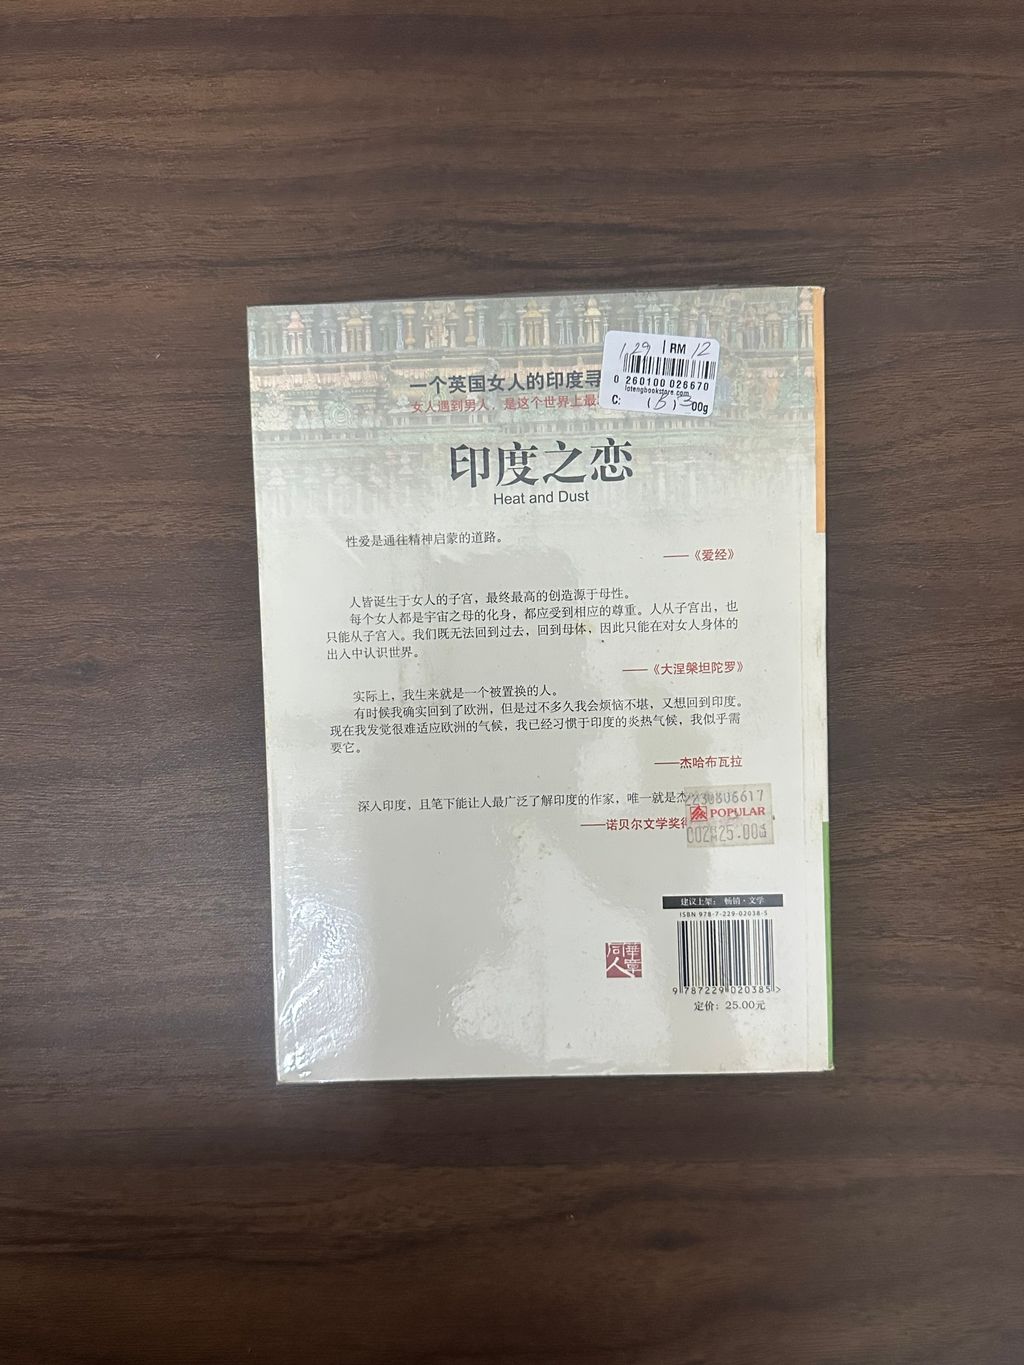 1 29 | RM 12
0 260100 026670
lotengbookstore.com
C: 00g
一个英国女人的印度寻
女人遇到男人，是这个世界上最
印度之恋
Heat and Dust
性爱是通往精神启蒙的道路。
——《爱经》
人皆诞生于女人的子宫，最终最高的创造源于母性。
每个女人都是宇宙之母的化身，都应受到相应的尊重。人从子宫出，也
只能从子宫入。我们既无法回到过去，回到母体，因此只能在对女人身体的
出入中认识世界。
——《大涅槃坦陀罗》
实际上，我生来就是一个被置换的人。
有时候我确实回到了欧洲，但是过不多久我会烦恼不堪，又想回到印度。
现在我发觉很难适应欧洲的气候，我已经习惯于印度的炎热气候，我似乎需
要它。
——杰哈布瓦拉
深入印度，且笔下能让人最广泛了解印度的作家，唯一就是杰
——诺贝尔文学奖得
2230806617
POPULAR
建议上架： 畅销·文学
ISBN 978-7-229-02038-5
華章
同人
9 787229 020385 >
定价：25.00元